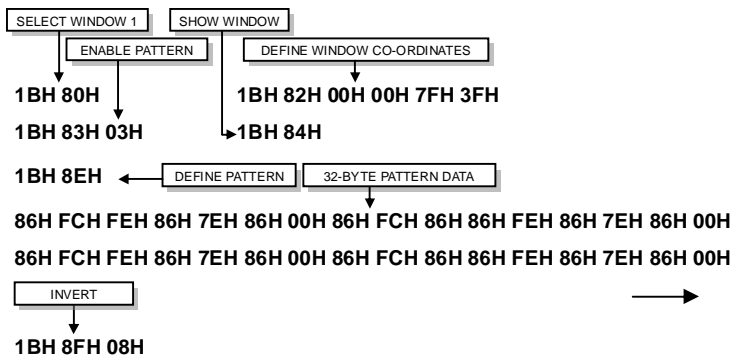 SELECT WINDOW 1 SHOW WINDOW
ENABLE PATTERN DEFINE WINDOW CO-ORDINATES
1BH 80H 1BH 82H 00H 00H 7FH 3FH
1BH 83H 03H 1BH 84H
1BH 8EH DEFINE PATTERN 32-BYTE PATTERN DATA
86H FCH FEH 86H 7EH 86H 00H 86H FCH 86H 86H FEH 86H 7EH 86H 00H
86H FCH FEH 86H 7EH 86H 00H 86H FCH 86H 86H FEH 86H 7EH 86H 00H
INVERT
1BH 8FH 08H